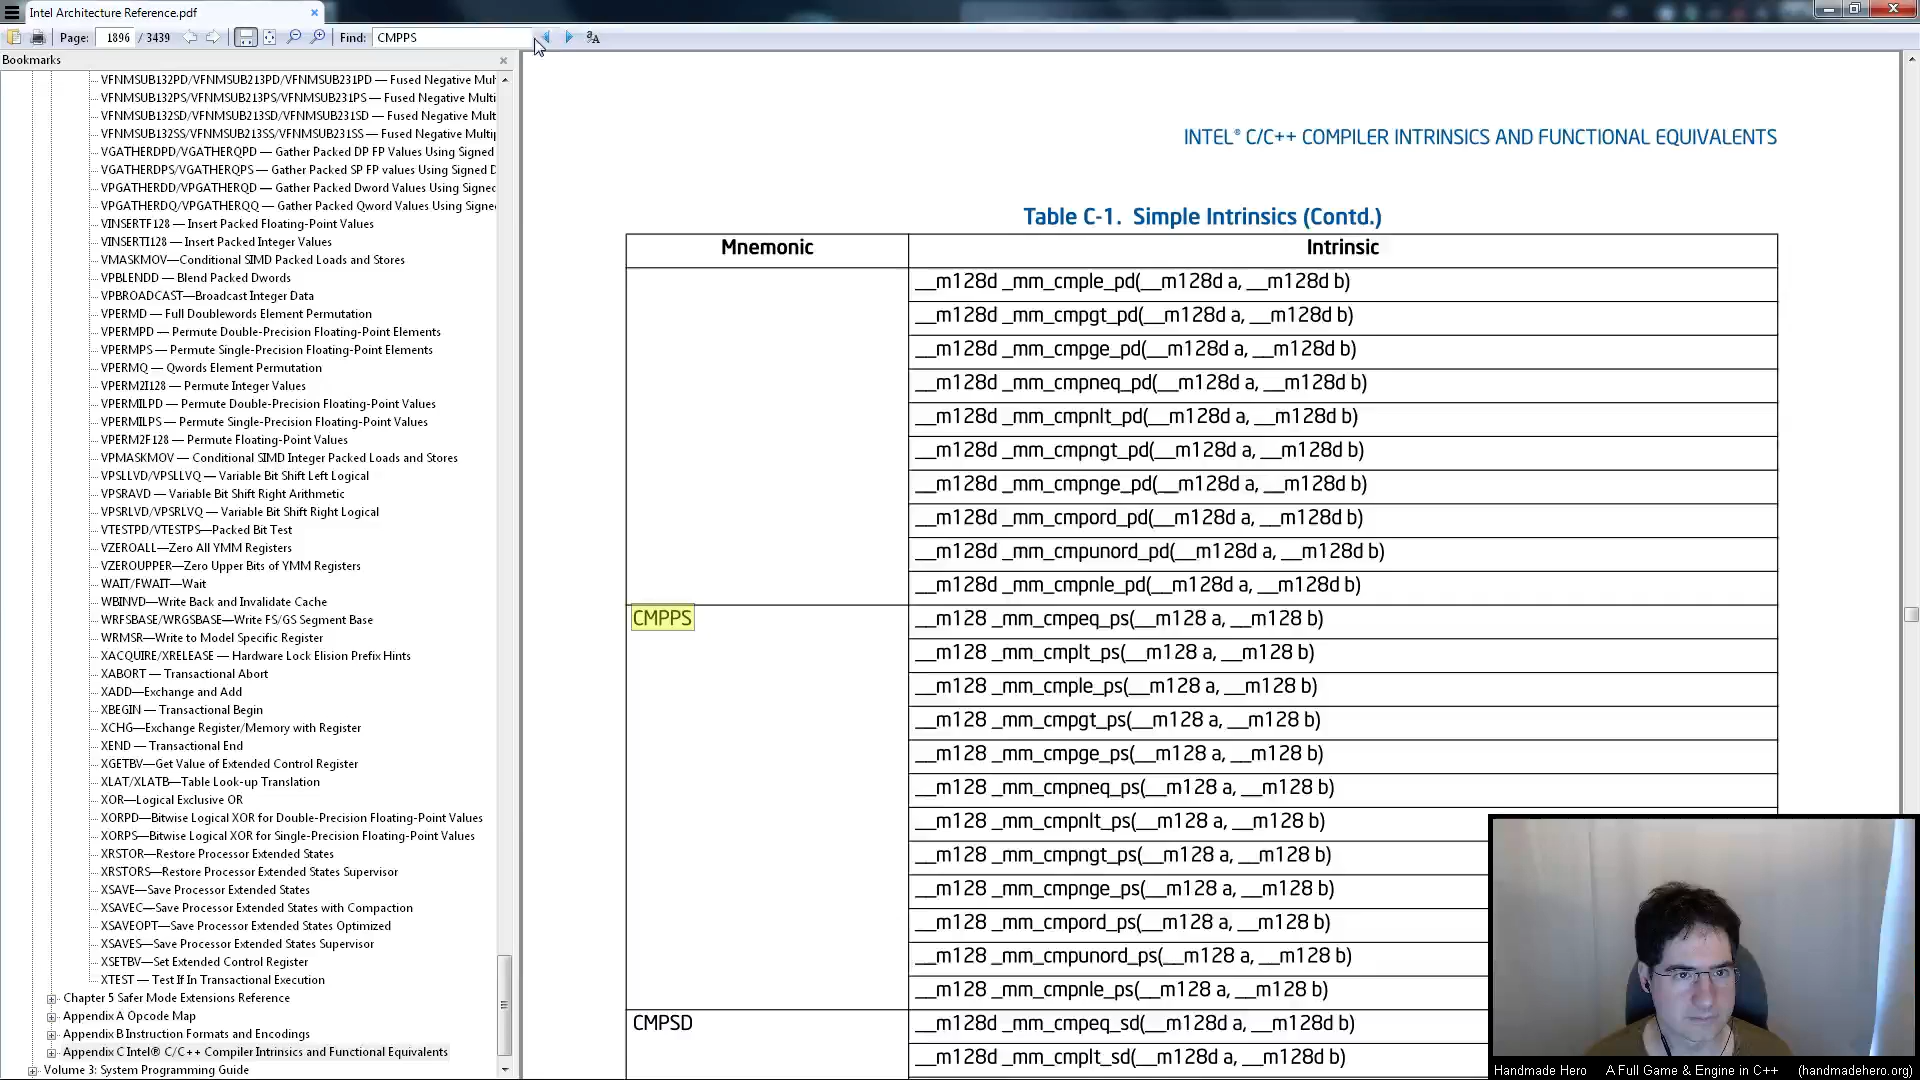 Intel Architecture Reference.pdf
Page: 1896 / 3439 Find: CMPPS
Bookmarks
VFNMSUB132PD/VFNMSUB213PD/VFNMSUB231PD — Fused Negative Mul
VFNMSUB132PS/VFNMSUB213PS/VFNMSUB231PS — Fused Negative Multi
VFNMSUB132SD/VFNMSUB213SD/VFNMSUB231SD — Fused Negative Mult
VFNMSUB132SS/VFNMSUB213SS/VFNMSUB231SS — Fused Negative Multip
VGATHERDPD/VGATHERQPD — Gather Packed DP FP Values Using Signed
VGATHERDPS/VGATHERQPS — Gather Packed SP FP values Using Signed D
VPGATHERDD/VPGATHERQD — Gather Packed Dword Values Using Signed
VPGATHERDQ/VPGATHERQQ — Gather Packed Qword Values Using Signe
VINSERTF128 — Insert Packed Floating-Point Values
VINSERTI128 — Insert Packed Integer Values
VMASKMOV—Conditional SIMD Packed Loads and Stores
VPBLENDD — Blend Packed Dwords
VPBROADCAST—Broadcast Integer Data
VPERMD — Full Doublewords Element Permutation
VPERMPD — Permute Double-Precision Floating-Point Elements
VPERMPS — Permute Single-Precision Floating-Point Elements
VPERMQ — Qwords Element Permutation
VPERM2I128 — Permute Integer Values
VPERMILPD — Permute Double-Precision Floating-Point Values
VPERMILPS — Permute Single-Precision Floating-Point Values
VPERM2F128 — Permute Floating-Point Values
VPMASKMOV — Conditional SIMD Integer Packed Loads and Stores
VPSLLVD/VPSLLVQ — Variable Bit Shift Left Logical
VPSRAVD — Variable Bit Shift Right Arithmetic
VPSRLVD/VPSRLVQ — Variable Bit Shift Right Logical
VTESTPD/VTESTPS—Packed Bit Test
VZEROALL—Zero All YMM Registers
VZEROUPPER—Zero Upper Bits of YMM Registers
WAIT/FWAIT—Wait
WBINVD—Write Back and Invalidate Cache
WRFSBASE/WRGSBASE—Write FS/GS Segment Base
WRMSR—Write to Model Specific Register
XACQUIRE/XRELEASE — Hardware Lock Elision Prefix Hints
XABORT — Transactional Abort
XADD—Exchange and Add
XBEGIN — Transactional Begin
XCHG—Exchange Register/Memory with Register
XEND — Transactional End
XGETBV—Get Value of Extended Control Register
XLAT/XLATB—Table Look-up Translation
XOR—Logical Exclusive OR
XORPD—Bitwise Logical XOR for Double-Precision Floating-Point Values
XORPS—Bitwise Logical XOR for Single-Precision Floating-Point Values
XRSTOR—Restore Processor Extended States
XRSTORS—Restore Processor Extended States Supervisor
XSAVE—Save Processor Extended States
XSAVEC—Save Processor Extended States with Compaction
XSAVEOPT—Save Processor Extended States Optimized
XSAVES—Save Processor Extended States Supervisor
XSETBV—Set Extended Control Register
XTEST — Test If In Transactional Execution
Chapter 5 Safer Mode Extensions Reference
Appendix A Opcode Map
Appendix B Instruction Formats and Encodings
Appendix C Intel® C/C++ Compiler Intrinsics and Functional Equivalents
Volume 3: System Programming Guide
INTEL® C/C++ COMPILER INTRINSICS AND FUNCTIONAL EQUIVALENTS
Table C-1. Simple Intrinsics (Contd.)
Mnemonic Intrinsic
__m128d _mm_cmple_pd(__m128d a, __m128d b)
__m128d _mm_cmpgt_pd(__m128d a, __m128d b)
__m128d _mm_cmpge_pd(__m128d a, __m128d b)
__m128d _mm_cmpneq_pd(__m128d a, __m128d b)
__m128d _mm_cmpnlt_pd(__m128d a, __m128d b)
__m128d _mm_cmpngt_pd(__m128d a, __m128d b)
__m128d _mm_cmpnge_pd(__m128d a, __m128d b)
__m128d _mm_cmpord_pd(__m128d a, __m128d b)
__m128d _mm_cmpunord_pd(__m128d a, __m128d b)
__m128d _mm_cmpnle_pd(__m128d a, __m128d b)
CMPPS __m128 _mm_cmpeq_ps(__m128 a, __m128 b)
__m128 _mm_cmplt_ps(__m128 a, __m128 b)
__m128 _mm_cmple_ps(__m128 a, __m128 b)
__m128 _mm_cmpgt_ps(__m128 a, __m128 b)
__m128 _mm_cmpge_ps(__m128 a, __m128 b)
__m128 _mm_cmpneq_ps(__m128 a, __m128 b)
__m128 _mm_cmpnlt_ps(__m128 a, __m128 b)
__m128 _mm_cmpngt_ps(__m128 a, __m128 b)
__m128 _mm_cmpnge_ps(__m128 a, __m128 b)
__m128 _mm_cmpord_ps(__m128 a, __m128 b)
__m128 _mm_cmpunord_ps(__m128 a, __m128 b)
__m128 _mm_cmpnle_ps(__m128 a, __m128 b)
CMPSD __m128d _mm_cmpeq_sd(__m128d a, __m128d b)
__m128d _mm_cmplt_sd(__m128d a, __m128d b)
Handmade Hero A Full Game & Engine in C++ (handmadehero.org)